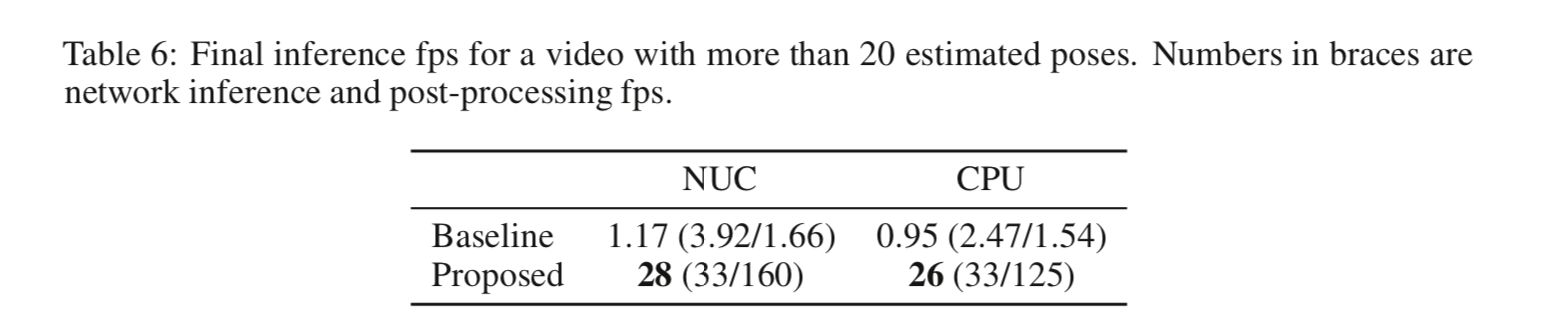 Table 6: Final inference fps for a video with more than 20 estimated poses. Numbers in braces are
network inference and post-processing fps.
NUC CPU
Baseline 1.17 (3.92/1.66) 0.95 (2.47/1.54)
Proposed 28 (33/160) 26 (33/125)